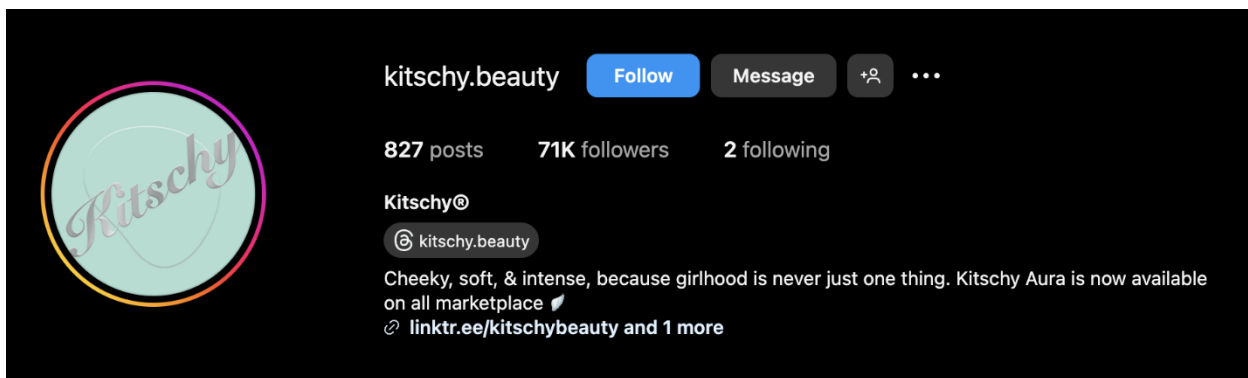 kitschy.beauty Follow Message
827 posts 71K followers 2 following
Kitschy
Kitschy®
kitschy.beauty
Cheeky, soft, & intense, because girlhood is never just one thing. Kitschy Aura is now available
on all marketplace 🪽
linktr.ee/kitschybeauty and 1 more